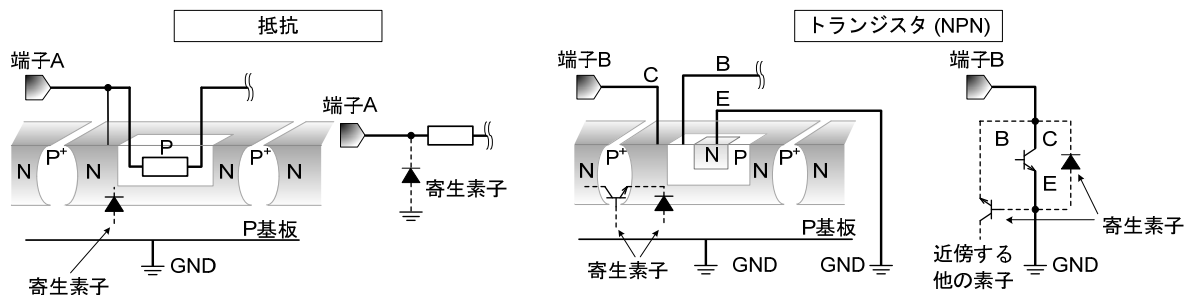 抵抗
トランジスタ (NPN)
端子A
端子A
P
N
P+
N
N
P+
N
寄生素子
P基板
GND
寄生素子
端子B
C
B
E
N
P+
N
N
P
N
P+
N
P基板
GND
GND
寄生素子
端子B
B
C
E
寄生素子
近傍する
他の素子
GND